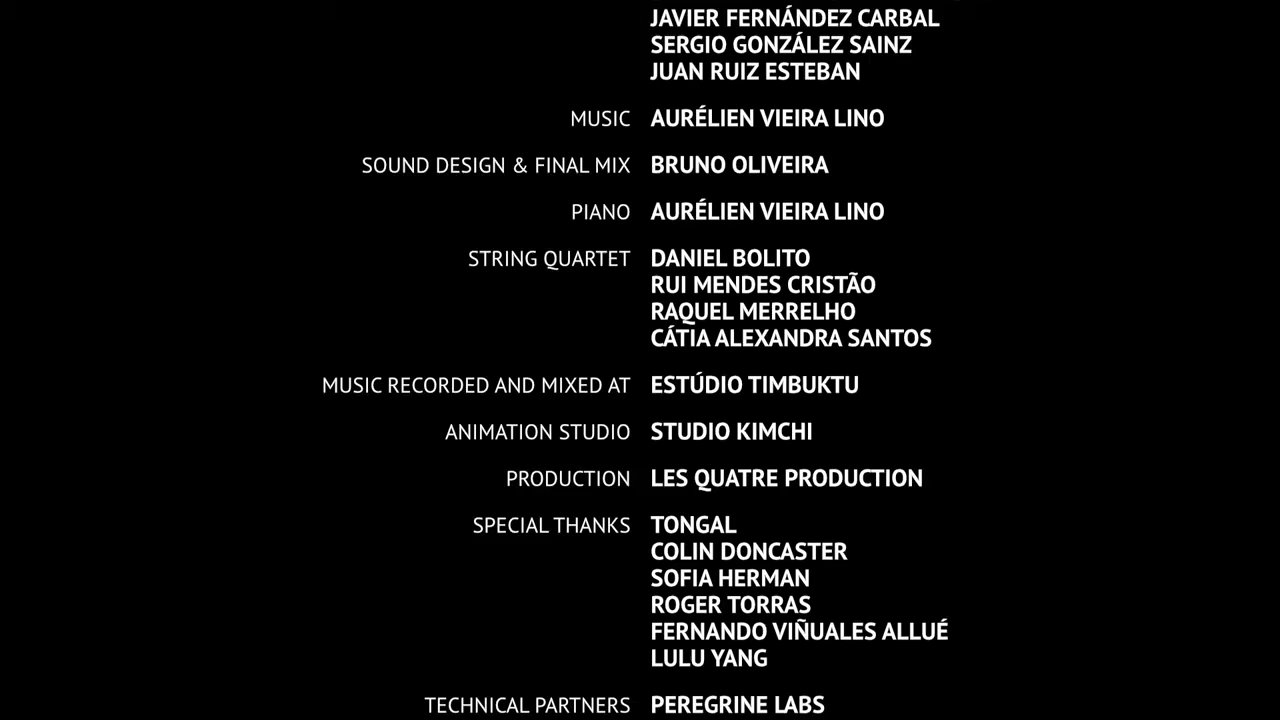 JAVIER FERNÁNDEZ CARBAL
SERGIO GONZÁLEZ SAINZ
JUAN RUIZ ESTEBAN
MUSIC AURÉLIEN VIEIRA LINO
SOUND DESIGN & FINAL MIX BRUNO OLIVEIRA
PIANO AURÉLIEN VIEIRA LINO
STRING QUARTET DANIEL BOLITO
RUI MENDES CRISTÃO
RAQUEL MERRELHO
CÁTIA ALEXANDRA SANTOS
MUSIC RECORDED AND MIXED AT ESTÚDIO TIMBUKTU
ANIMATION STUDIO STUDIO KIMCHI
PRODUCTION LES QUATRE PRODUCTION
SPECIAL THANKS TONGAL
COLIN DONCASTER
SOFIA HERMAN
ROGER TORRAS
FERNANDO VIÑUALES ALLUÉ
LULU YANG
TECHNICAL PARTNERS PEREGRINE LABS